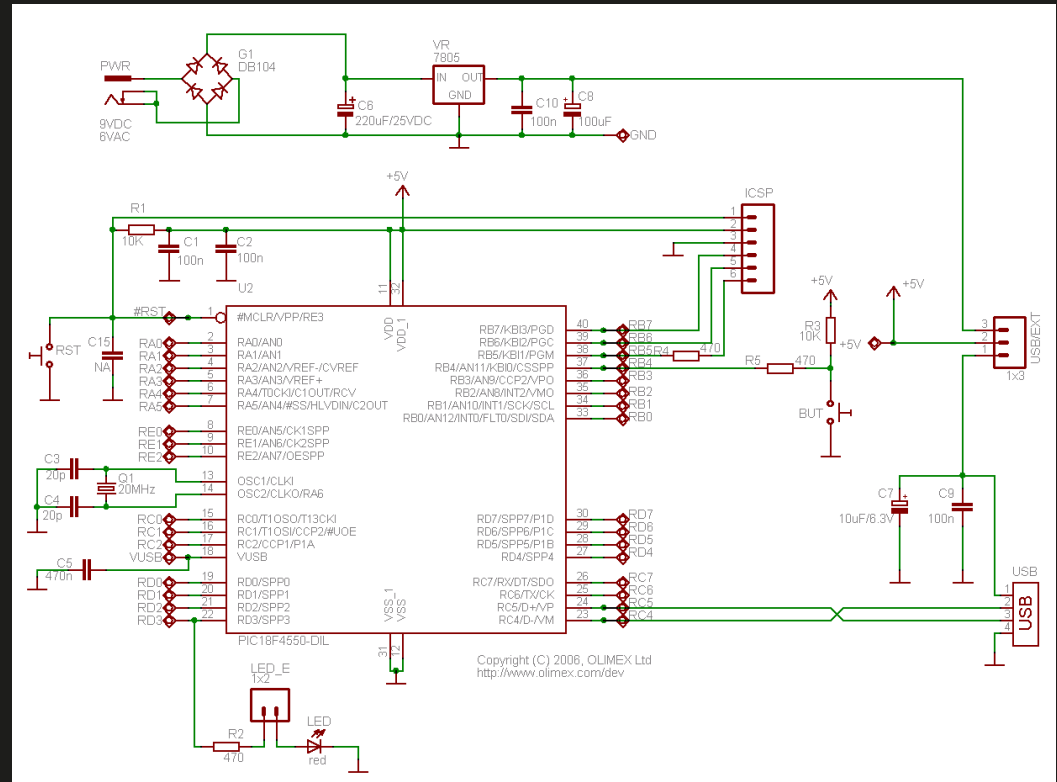 PWR
G1
DB104
9VDC
6VAC
VR
7805
IN OUT
GND
C6
220uF/25VDC
C10
100n
C8
100uF
GND
+5V
R1
10K
C1
100n
C2
100n
ICSP
1
2
3
4
5
6
U2
11
32
VDD
VDD_1
#RST
RST
C15
NA
1 #MCLR/VPP/RE3
RA0 2 RA0/AN0
RA1 3 RA1/AN1
RA2 4 RA2/AN2/VREF-/CVREF
RA3 5 RA3/AN3/VREF+
RA4 6 RA4/T0CKI/C1OUT/RCV
RA5 7 RA5/AN4/#SS/HLVDIN/C2OUT
RE0 8 RE0/AN5/CK1SPP
RE1 9 RE1/AN6/CK2SPP
RE2 10 RE2/AN7/OESPP
C3
20p
C4
20p
Q1
20MHz
13 OSC1/CLKI
14 OSC2/CLKO/RA6
RC0 15 RC0/T1OSO/T13CKI
RC1 16 RC1/T1OSI/CCP2/#UOE
RC2 17 RC2/CCP1/P1A
VUSB 18 VUSB
C5
470n
RD0 19 RD0/SPP0
RD1 20 RD1/SPP1
RD2 21 RD2/SPP2
RD3 22 RD3/SPP3
RB7/KBI3/PGD 40 RB7
RB6/KBI2/PGC 39 RB6
RB5/KBI1/PGM 38 RB5
RB4/AN11/KBI0/CSSPP 37 RB4
RB3/AN9/CCP2/VPO 36 RB3
RB2/AN8/INT2/VMO 35 RB2
RB1/AN10/INT1/SCK/SCL 34 RB1
RB0/AN12/INT0/FLT0/SDI/SDA 33 RB0
R4 470
R5 470
+5V
R3
10K
BUT
+5V
+5V
3
2
1
USB/EXT
1x3
RD7/SPP7/P1D 30 RD7
RD6/SPP6/P1C 29 RD6
RD5/SPP5/P1B 28 RD5
RD4/SPP4 27 RD4
RC7/RX/DT/SDO 26 RC7
RC6/TX/CK 25 RC6
RC5/D+/VP 24 RC5
RC4/D-/VM 23 RC4
C7
10uF/6.3V
C9
100n
USB
1
2
3
4
USB
VSS_1
VSS
31
12
PIC18F4550-DIL
Copyright (C) 2006, OLIMEX Ltd
http://www.olimex.com/dev
LED_E
1x2
R2
470
LED
red